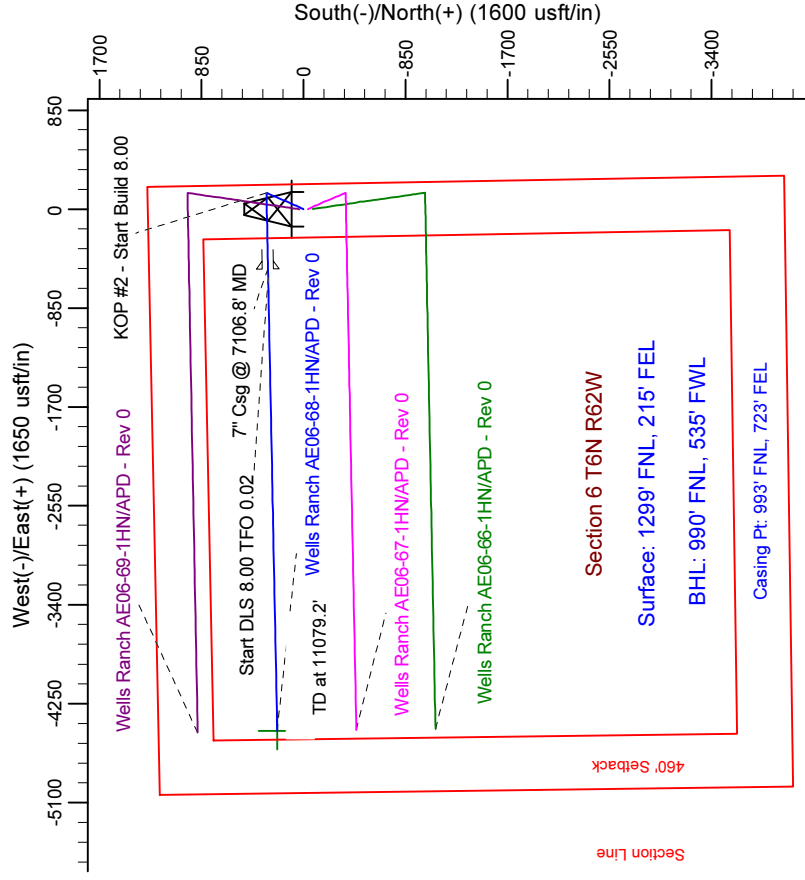 South(-)/North(+) (1600 usft/in)
1700
850
0
-850
-1700
-2550
-3400
West(-)/East(+) (1650 usft/in)
850
0
-850
-1700
-2550
-3400
-4250
-5100
Wells Ranch AE06-69-1HN/APD - Rev 0
KOP #2 - Start Build 8.00
Start DLS 8.00 TFO 0.02
7" Csg @ 7106.8' MD
Wells Ranch AE06-68-1HN/APD - Rev 0
TD at 11079.2'
Wells Ranch AE06-67-1HN/APD - Rev 0
Wells Ranch AE06-66-1HN/APD - Rev 0
Section 6 T6N R62W
Surface: 1299' FNL, 215' FEL
BHL: 990' FNL, 535' FWL
Casing Pt: 993' FNL, 723' FEL
460' Setback
Section Line